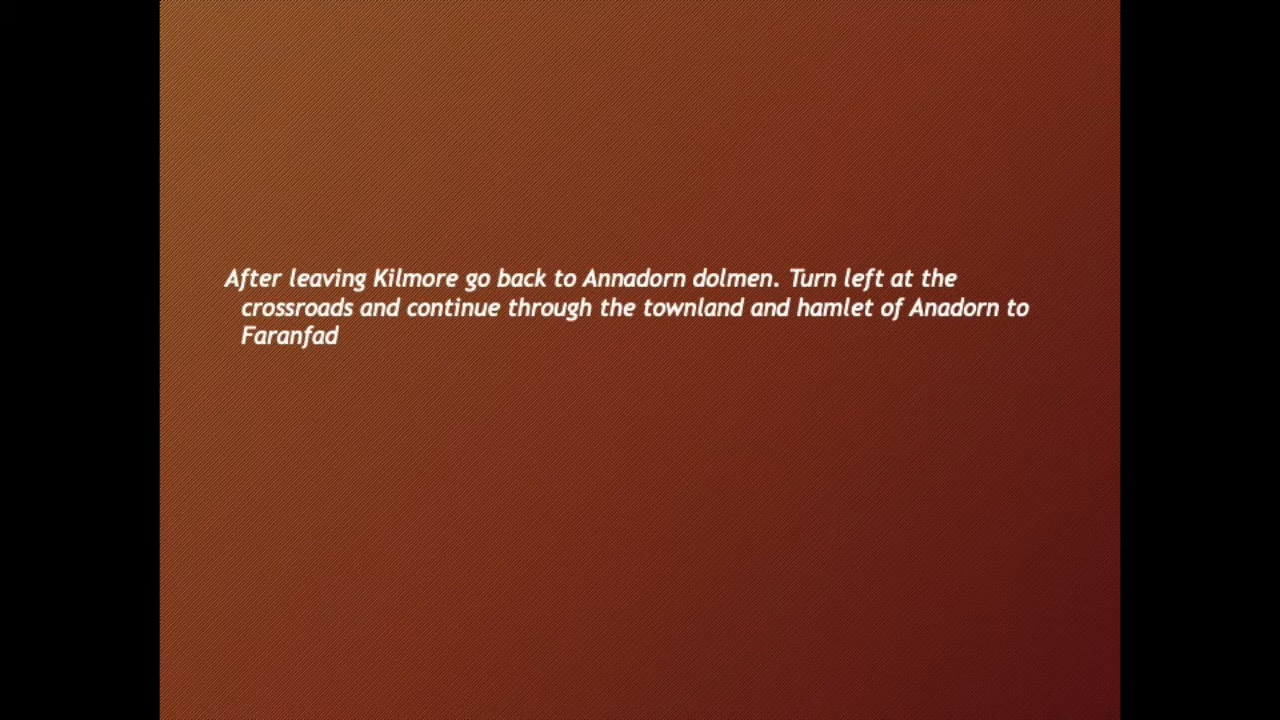 After leaving Kilmore go back to Annadorn dolmen. Turn left at the
crossroads and continue through the townland and hamlet of Anadorn to
Faranfad